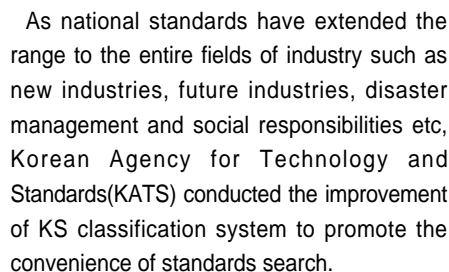 As national standards have extended the
range to the entire fields of industry such as
new industries, future industries, disaster
management and social responsibilities etc,
Korean Agency for Technology and
Standards(KATS) conducted the improvement
of KS classification system to promote the
convenience of standards search.